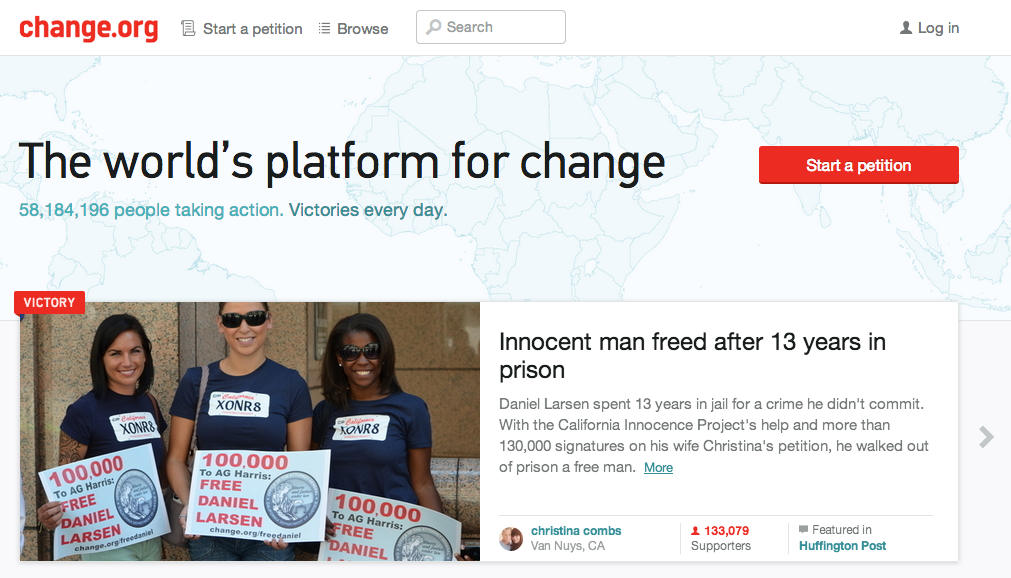 change.org
Start a petition
Browse
Search
Log in
The world's platform for change
Start a petition
58,184,196 people taking action. Victories every day.
VICTORY
California
XONR8
California
XONR8
California
XONR8
100,000
To AG Harris:
FREE
DANIEL
LARSEN
change.org/freedaniel
100,000
To AG Harris:
FREE
DANIEL
LARSEN
change.org/freedaniel
100,000
To AG Harris:
FREE
DANIEL
Innocent man freed after 13 years in
prison
Daniel Larsen spent 13 years in jail for a crime he didn't commit.
With the California Innocence Project's help and more than
130,000 signatures on his wife Christina's petition, he walked out
of prison a free man. More
christina combs
Van Nuys, CA
133,079
Supporters
Featured in
Huffington Post